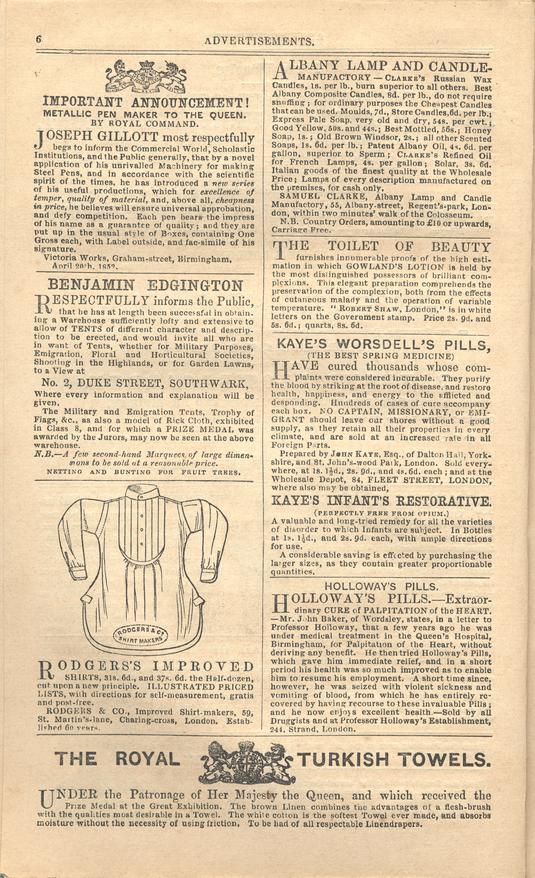 6
ADVERTISEMENTS.
IMPORTANT ANNOUNCEMENT!
METALLIC PEN MAKER TO THE QUEEN.
BY ROYAL COMMAND.
JOSEPH GILLOTT most respectfully
begs to inform the Commercial World, Scholastic
Institutions, and the Public generally, that by a novel
application of his unrivalled Machinery for making
Steel Pens, and in accordance with the scientific
spirit of the times, he has introduced a new series
of his useful productions, which for excellence of
temper, quality of material, and, above all, cheapness
in price, he believes will ensure universal approbation,
and defy competition. Each pen bears the impress
of his name as a guarantee of quality; and they are
put up in the usual style of Boxes, containing One
Gross each, with Label outside, and fac-simile of his
signature.
Victoria Works, Graham-street, Birmingham,
April 20th, 1852.
BENJAMIN EDGINGTON
RESPECTFULLY informs the Public,
that he has at length been successful in obtain-
ing a Warehouse sufficiently lofty and extensive to
allow of TENTS of different character and descrip-
tion to be erected, and would invite all who are
in want of Tents, whether for Military Purposes,
Emigration, Floral and Horticultural Societies,
Shooting in the Highlands, or for Garden Lawns,
to a View at
No. 2, DUKE STREET, SOUTHWARK,
Where every information and explanation will be
given.
The Military and Emigration Tents, Trophy of
Flags, &c., as also a model of Rick Cloth, exhibited
in Class 8, and for which a PRIZE MEDAL was
awarded by the Jurors, may now be seen at the above
warehouse.
N.B.—A few second-hand Marquees of large dimen-
sions to be sold at a reasonable price.
NETTING AND BUNTING FOR FRUIT TREES.
RODGERS & Co
SHIRT MAKERS
RODGERS'S IMPROVED
SHIRTS, 31s. 6d., and 37s. 6d. the Half-dozen,
cut upon a new principle. ILLUSTRATED PRICED
LISTS, with directions for self-measurement, gratis
and post-free.
RODGERS & CO., Improved Shirt-makers, 59,
St. Martin's-lane, Charing-cross, London. Estab-
lished 60 years.
ALBANY LAMP AND CANDLE-
MANUFACTORY—CLARKE'S Russian Wax
Candles, 1s. per lb., burn superior to all others. Best
Albany Composite Candles, 8d. per lb., do not require
snuffing; for ordinary purposes the Cheapest Candles
that can be used. Moulds, 7d., Store Candles, 6d. per lb.;
Express Pale Soap, very old and dry, 54s. per cwt.;
Good Yellow, 50s. and 44s.; Best Mottled, 56s.; Honey
Soap, 1s.; Old Brown Windsor, 2s.; all other Scented
Soaps, 1s. 6d. per lb.; Patent Albany Oil, 4s. 6d. per
gallon, superior to Sperm; CLARKE'S Refined Oil
for French Lamps, 4s. per gallon; Solar, 3s. 6d.
Italian goods of the finest quality at the Wholesale
Price; Lamps of every description manufactured on
the premises, for cash only.
SAMUEL CLARKE, Albany Lamp and Candle
Manufactory, 55, Albany-street, Regent's-park, Lon-
don, within two minutes' walk of the Colosseum.
N.B. Country Orders, amounting to £10 or upwards,
Carriage Free.
THE TOILET OF BEAUTY
furnishes innumerable proofs of the high esti-
mation in which GOWLAND'S LOTION is held by
the most distinguished possessors of brilliant com-
plexions. This elegant preparation comprehends the
preservation of the complexion, both from the effects
of cutaneous malady and the operation of variable
temperature. "ROBERT SHAW, London," is in white
letters on the Government stamp. Price 2s. 9d. and
5s. 6d.; quarts, 8s. 6d.
KAYE'S WORSDELL'S PILLS,
(THE BEST SPRING MEDICINE)
HAVE cured thousands whose com-
plaints were considered incurable. They purify
the blood by striking at the root of disease, and restore
health, happiness, and energy to the afflicted and
desponding. Hundreds of cases of cure accompany
each box. NO CAPTAIN, MISSIONARY, or EMI-
GRANT should leave our shores without a good
supply, as they retain all their properties in every
climate, and are sold at an increased rate in all
Foreign Parts.
Prepared by JOHN KAYE, Esq., of Dalton Hall, York-
shire, and St. John's-wood Park, London. Sold every-
where, at 1s. 1½d., 2s. 9d., and 4s. 6d. each; and at the
Wholesale Depot, 84, FLEET STREET, LONDON,
where also may be obtained,
KAYE'S INFANT'S RESTORATIVE.
(PERFECTLY FREE FROM OPIUM.)
A valuable and long-tried remedy for all the varieties
of disorder to which Infants are subject. In Bottles
at 1s. 1½d., and 2s. 9d. each, with ample directions
for use.
A considerable saving is effected by purchasing the
larger sizes, as they contain greater proportionable
quantities.
HOLLOWAY'S PILLS.
HOLLOWAY'S PILLS.—Extraor-
dinary CURE of PALPITATION of the HEART.
—Mr. John Baker, of Wordsley, states, in a letter to
Professor Holloway, that a few years ago he was
under medical treatment in the Queen's Hospital,
Birmingham, for Palpitation of the Heart, without
deriving any benefit. He then tried Holloway's Pills,
which gave him immediate relief, and in a short
period his health was so much improved as to enable
him to resume his employment. A short time since,
however, he was seized with violent sickness and
vomiting of blood, from which he has entirely re-
covered by having recourse to these invaluable Pills;
and he now enjoys excellent health.—Sold by all
Druggists and at Professor Holloway's Establishment,
244, Strand, London.
THE ROYAL TURKISH TOWELS.
UNDER the Patronage of Her Majesty the Queen, and which received the
Prize Medal at the Great Exhibition. The brown Linen combines the advantages of a flesh-brush
with the qualities most desirable in a Towel. The white cotton is the softest Towel ever made, and absorbs
moisture without the necessity of using friction. To be had of all respectable Linendrapers.